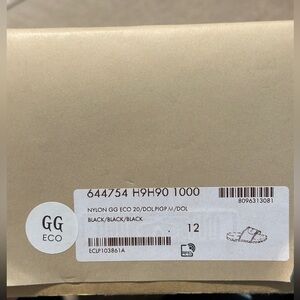 644754 H9H90 1000
8096313081
NYLON GG ECO 20/DOLPIGP.M/DOL
BLACK/BLACK/BLACK
12
GG
ECO
ECLP103861A